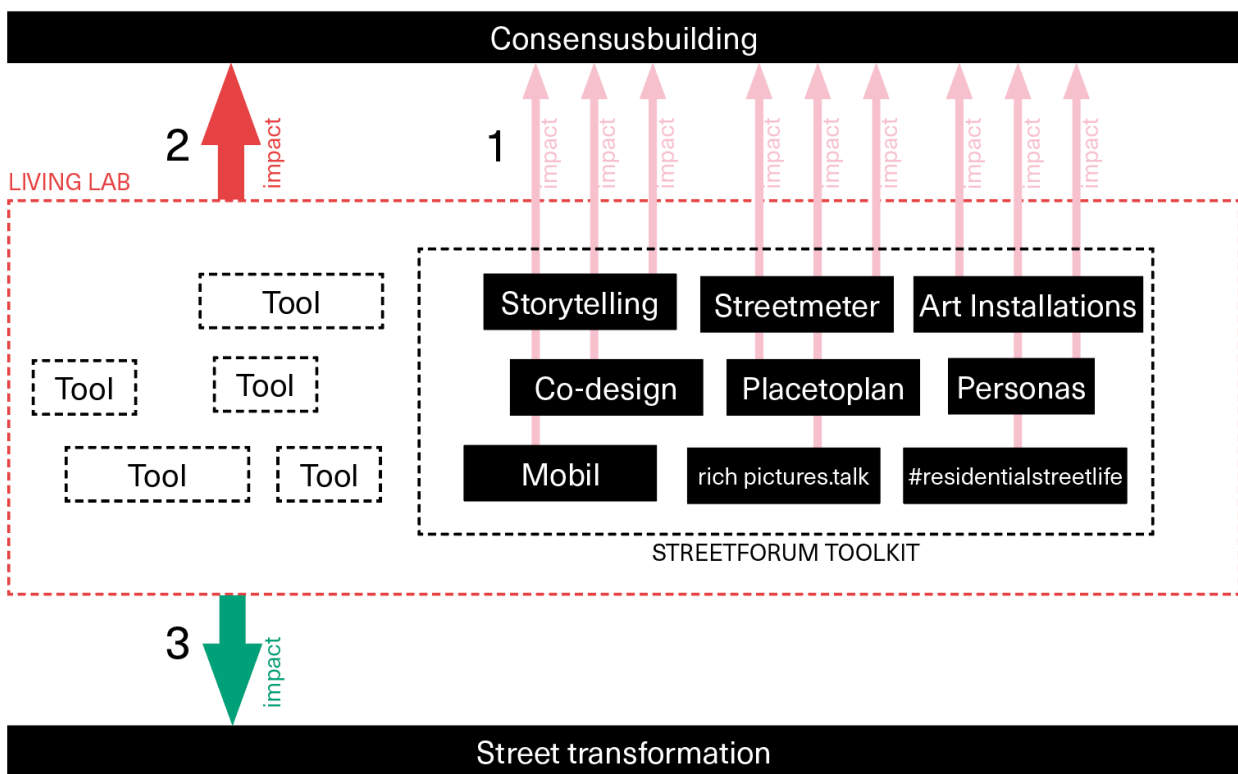 Consensusbuilding
2
impact
1
impact
impact
impact
impact
impact
impact
impact
impact
impact
LIVING LAB
Tool
Storytelling
Streetmeter
Art Installations
Tool
Tool
Co-design
Placetoplan
Personas
Tool
Tool
Mobil
rich pictures.talk
#residentialstreetlife
STREETFORUM TOOLKIT
3
impact
Street transformation